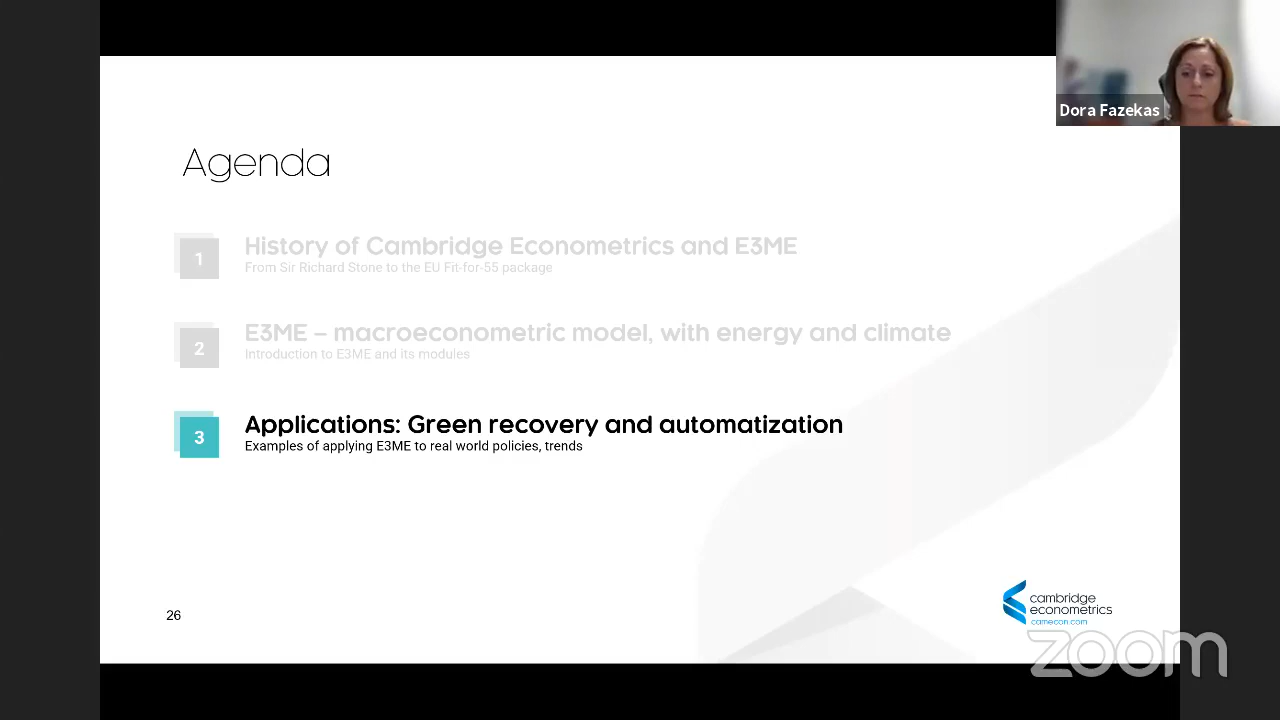 Dora Fazekas
Agenda
1
History of Cambridge Econometrics and E3ME
From Sir Richard Stone to the EU Fit-for-55 package
2
E3ME – macroeconometric model, with energy and climate
Introduction to E3ME and its modules
3
Applications: Green recovery and automatization
Examples of applying E3ME to real world policies, trends
26
cambridge
econometrics
camecon.com
zoom